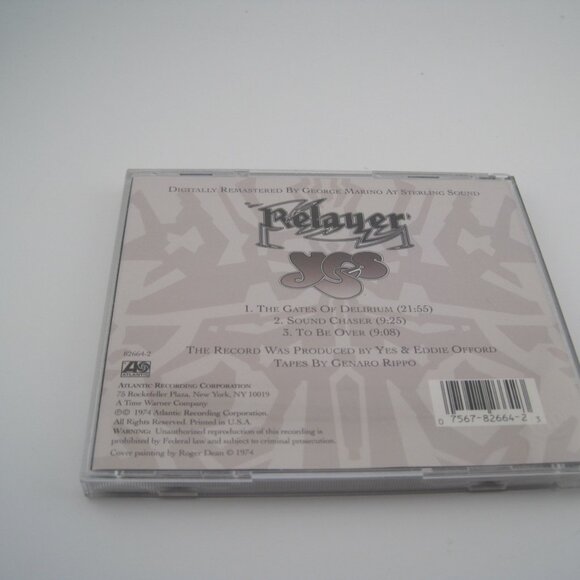 Digitally Remastered By George Marino At Sterling Sound
Relayer
yes
1. The Gates Of Delirium (21:55)
2. Sound Chaser (9:25)
3. To Be Over (9:08)
The Record Was Produced by Yes & Eddie Offord
Tapes By Genaro Rippo
82664-2
ATLANTIC
Atlantic Recording Corporation
75 Rockefeller Plaza, New York, NY 10019
A Time Warner Company
℗© 1974 Atlantic Recording Corporation.
All Rights Reserved. Printed in U.S.A.
Warning: Unauthorized reproduction of this recording is
prohibited by Federal law and subject to criminal prosecution.
Cover painting by Roger Dean © 1974
0 7567-82664-2 3